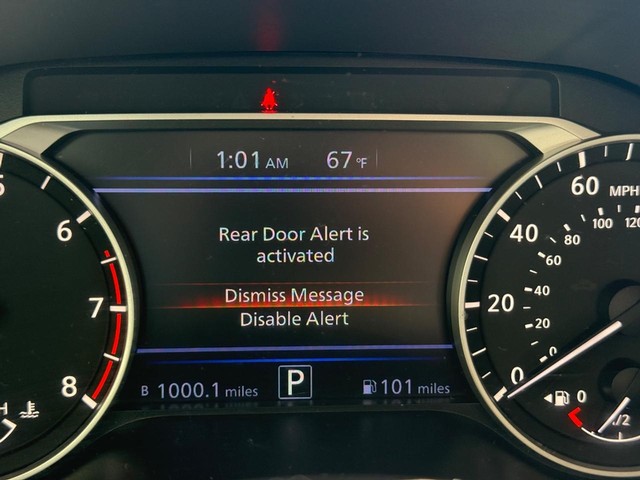 1:01 AM 67°F
Rear Door Alert is
activated
Dismiss Message
Disable Alert
B 1000.1 miles P 101 miles
6
7
8
H
60 MPH
40
20
0
120
100
80
60
40
20
0
0
1/2